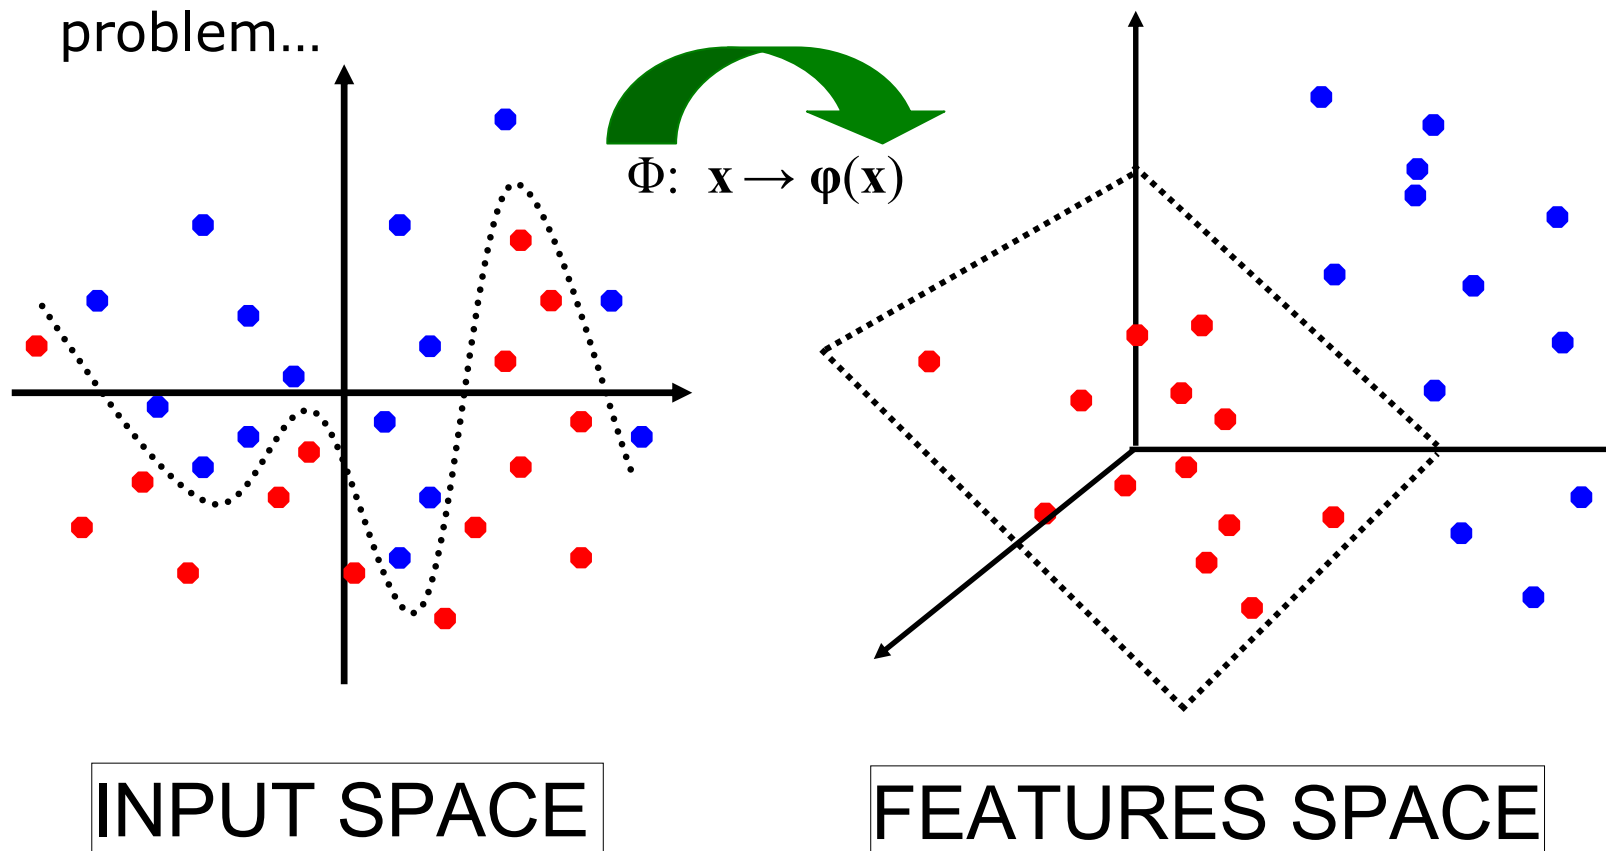 problem…
Φ: x → φ(x)
INPUT SPACE
FEATURES SPACE